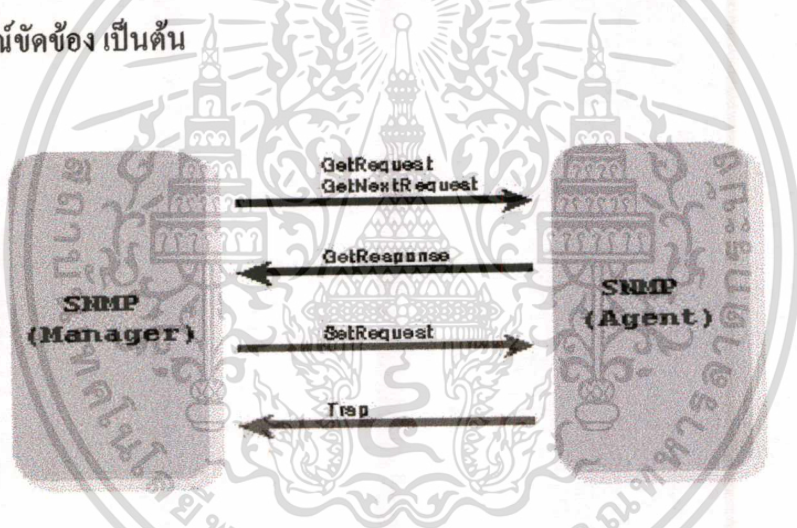 ณ์ขัดข้อง เป็นต้น
GetRequest
GetNextRequest
GetResponse
SNMP
(Manager)
SNMP
(Agent)
SetRequest
Trap